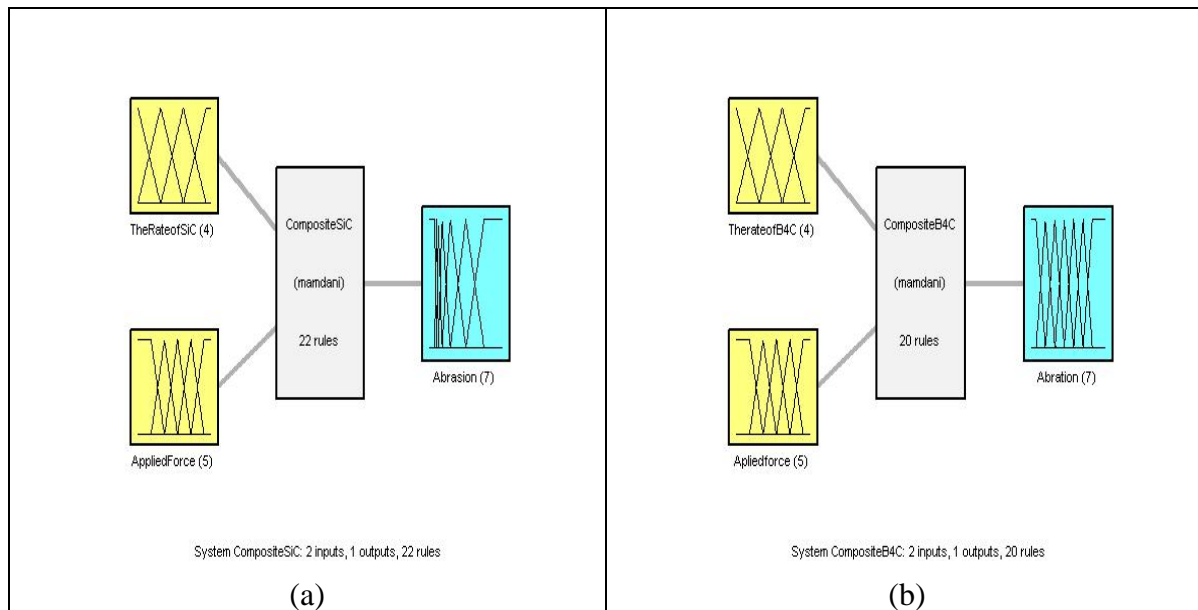 TheRateofSiC (4)
CompositeSiC
(mamdani)
22 rules
Abrasion (7)
AppliedForce (5)
System CompositeSiC: 2 inputs, 1 outputs, 22 rules
(a)
TherateofB4C (4)
CompositeB4C
(mamdani)
20 rules
Abration (7)
Apliedforce (5)
System CompositeB4C: 2 inputs, 1 outputs, 20 rules
(b)